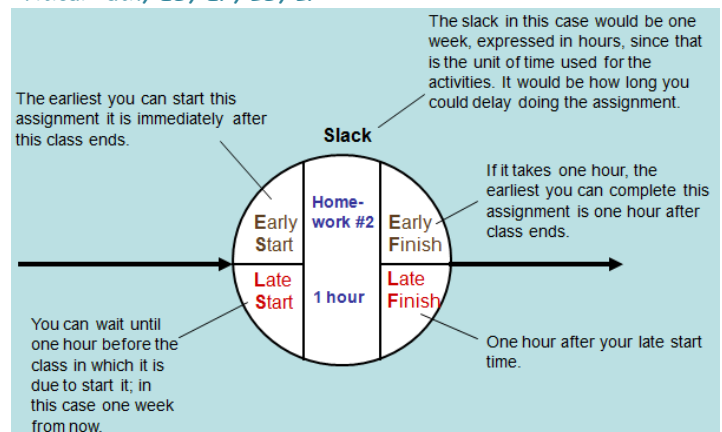 The slack in this case would be one
week, expressed in hours, since that
is the unit of time used for the
activities. It would be how long you
could delay doing the assignment.
The earliest you can start this
assignment it is immediately after
this class ends.
Slack
If it takes one hour, the
earliest you can complete this
assignment is one hour after
class ends.
Home-
work #2
Early
Start
Early
Finish
Late
Start
1 hour
Late
Finish
You can wait until
one hour before the
class in which it is
due to start it; in
this case one week
from now.
One hour after your late start
time.